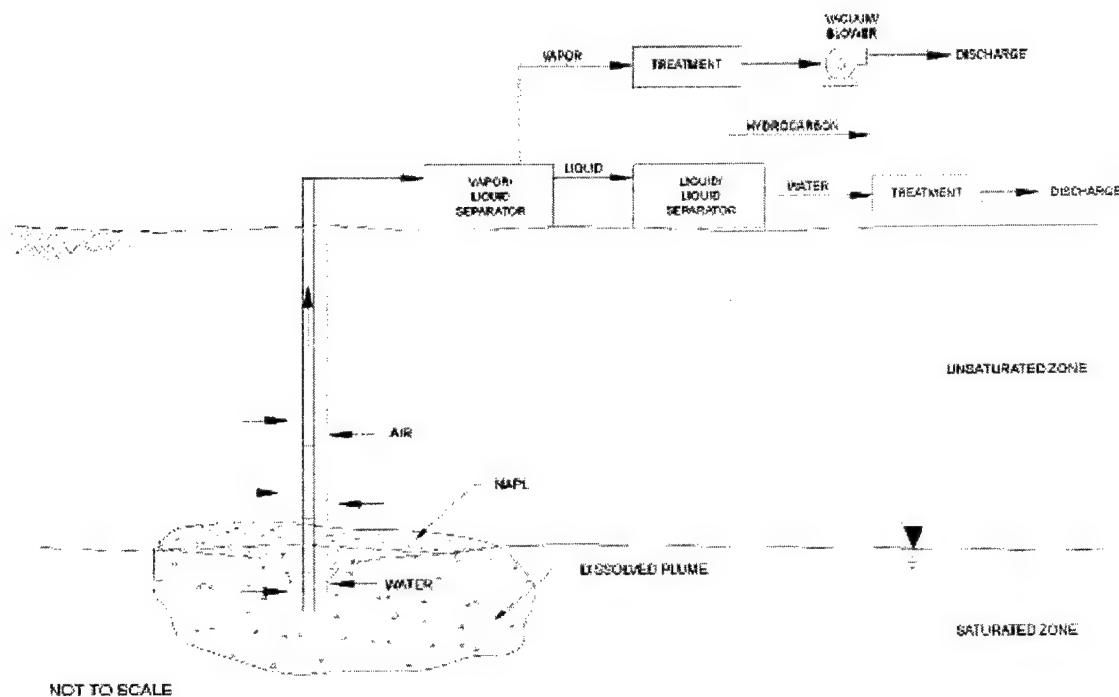 VACUUM/
BLOWER
VAPOR
TREATMENT
DISCHARGE
HYDROCARBON
VAPOR/
LIQUID
SEPARATOR
LIQUID
LIQUID/
LIQUID
SEPARATOR
WATER
TREATMENT
DISCHARGE
UNSATURATED ZONE
AIR
NAPL
DISSOLVED PLUME
WATER
SATURATED ZONE
NOT TO SCALE